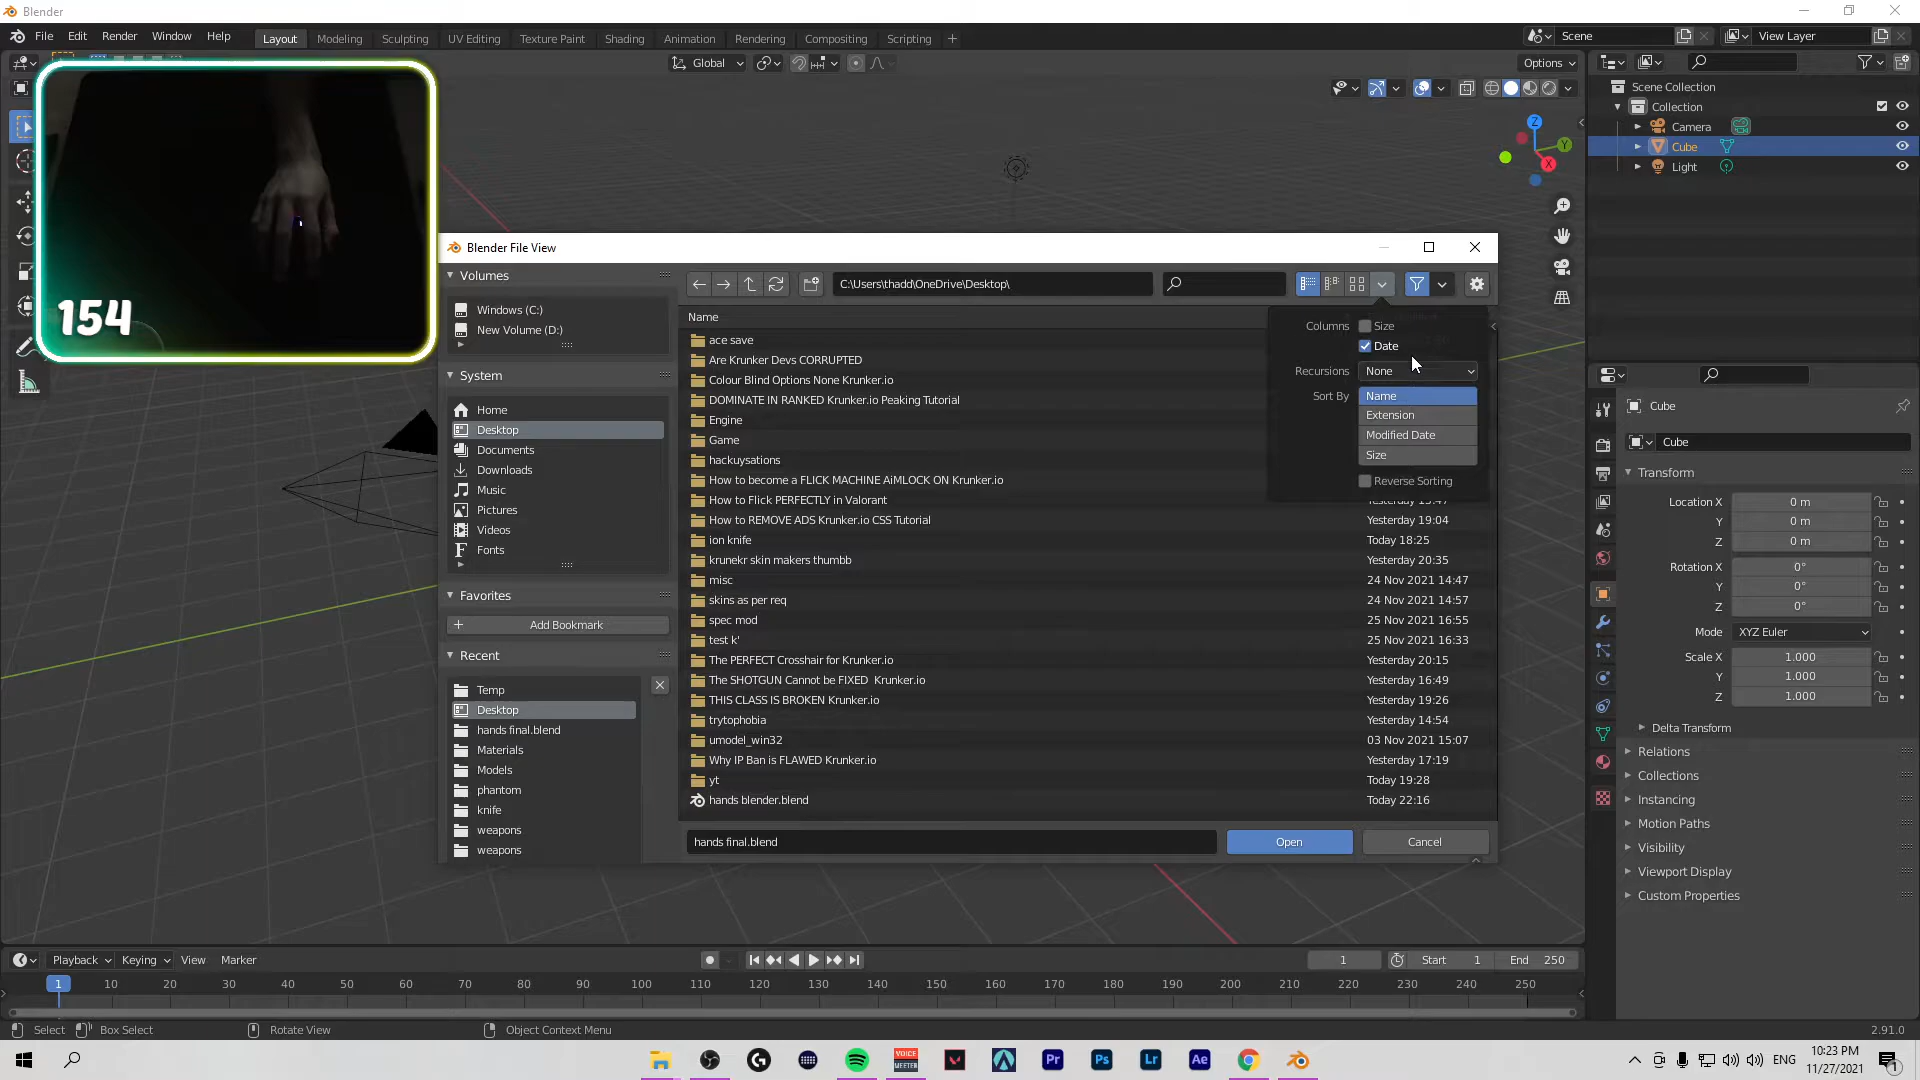 Blender
File Edit Render Window Help Layout Modeling Sculpting UV Editing Texture Paint Shading Animation Rendering Compositing Scripting + Scene View Layer
Global Options
154
Scene Collection
Collection
Camera
Cube
Light
Z
Y
X
Blender File View
Volumes
Windows (C:)
New Volume (D:)
System
Home
Desktop
Documents
Downloads
Music
Pictures
Videos
Fonts
Favorites
+ Add Bookmark
Recent
Temp
Desktop
hands final.blend
Materials
Models
phantom
knife
weapons
weapons
C:\Users\thadd\OneDrive\Desktop\
Name
ace save
Are Krunker Devs CORRUPTED
Colour Blind Options None Krunker.io
DOMINATE IN RANKED Krunker.io Peaking Tutorial
Engine
Game
hackuysations
How to become a FLICK MACHINE AiMLOCK ON Krunker.io
How to Flick PERFECTLY in Valorant
How to REMOVE ADS Krunker.io CSS Tutorial Yesterday 19:04
ion knife Today 18:25
krunekr skin makers thumbb Yesterday 20:35
misc 24 Nov 2021 14:47
skins as per req 24 Nov 2021 14:57
spec mod 25 Nov 2021 16:55
test k' 25 Nov 2021 16:33
The PERFECT Crosshair for Krunker.io Yesterday 20:15
The SHOTGUN Cannot be FIXED Krunker.io Yesterday 16:49
THIS CLASS IS BROKEN Krunker.io Yesterday 19:26
trytophobia Yesterday 14:54
umodel_win32 03 Nov 2021 15:07
Why IP Ban is FLAWED Krunker.io Yesterday 17:19
yt Today 19:28
hands blender.blend Today 22:16
Columns Size
Date
Recursions None
Sort By Name
Extension
Modified Date
Size
Reverse Sorting
hands final.blend Open Cancel
Cube
Cube
Transform
Location X 0 m
Y 0 m
Z 0 m
Rotation X 0°
Y 0°
Z 0°
Mode XYZ Euler
Scale X 1.000
Y 1.000
Z 1.000
Delta Transform
Relations
Collections
Instancing
Motion Paths
Visibility
Viewport Display
Custom Properties
Playback Keying View Marker 1 Start 1 End 250
1 10 20 30 40 50 60 70 80 90 100 110 120 130 140 150 160 170 180 190 200 210 220 230 240 250
Select Box Select Rotate View Object Context Menu 2.91.0
VOICE MEETER Pr Ps Lr Ae ENG 10:23 PM
11/27/2021 1